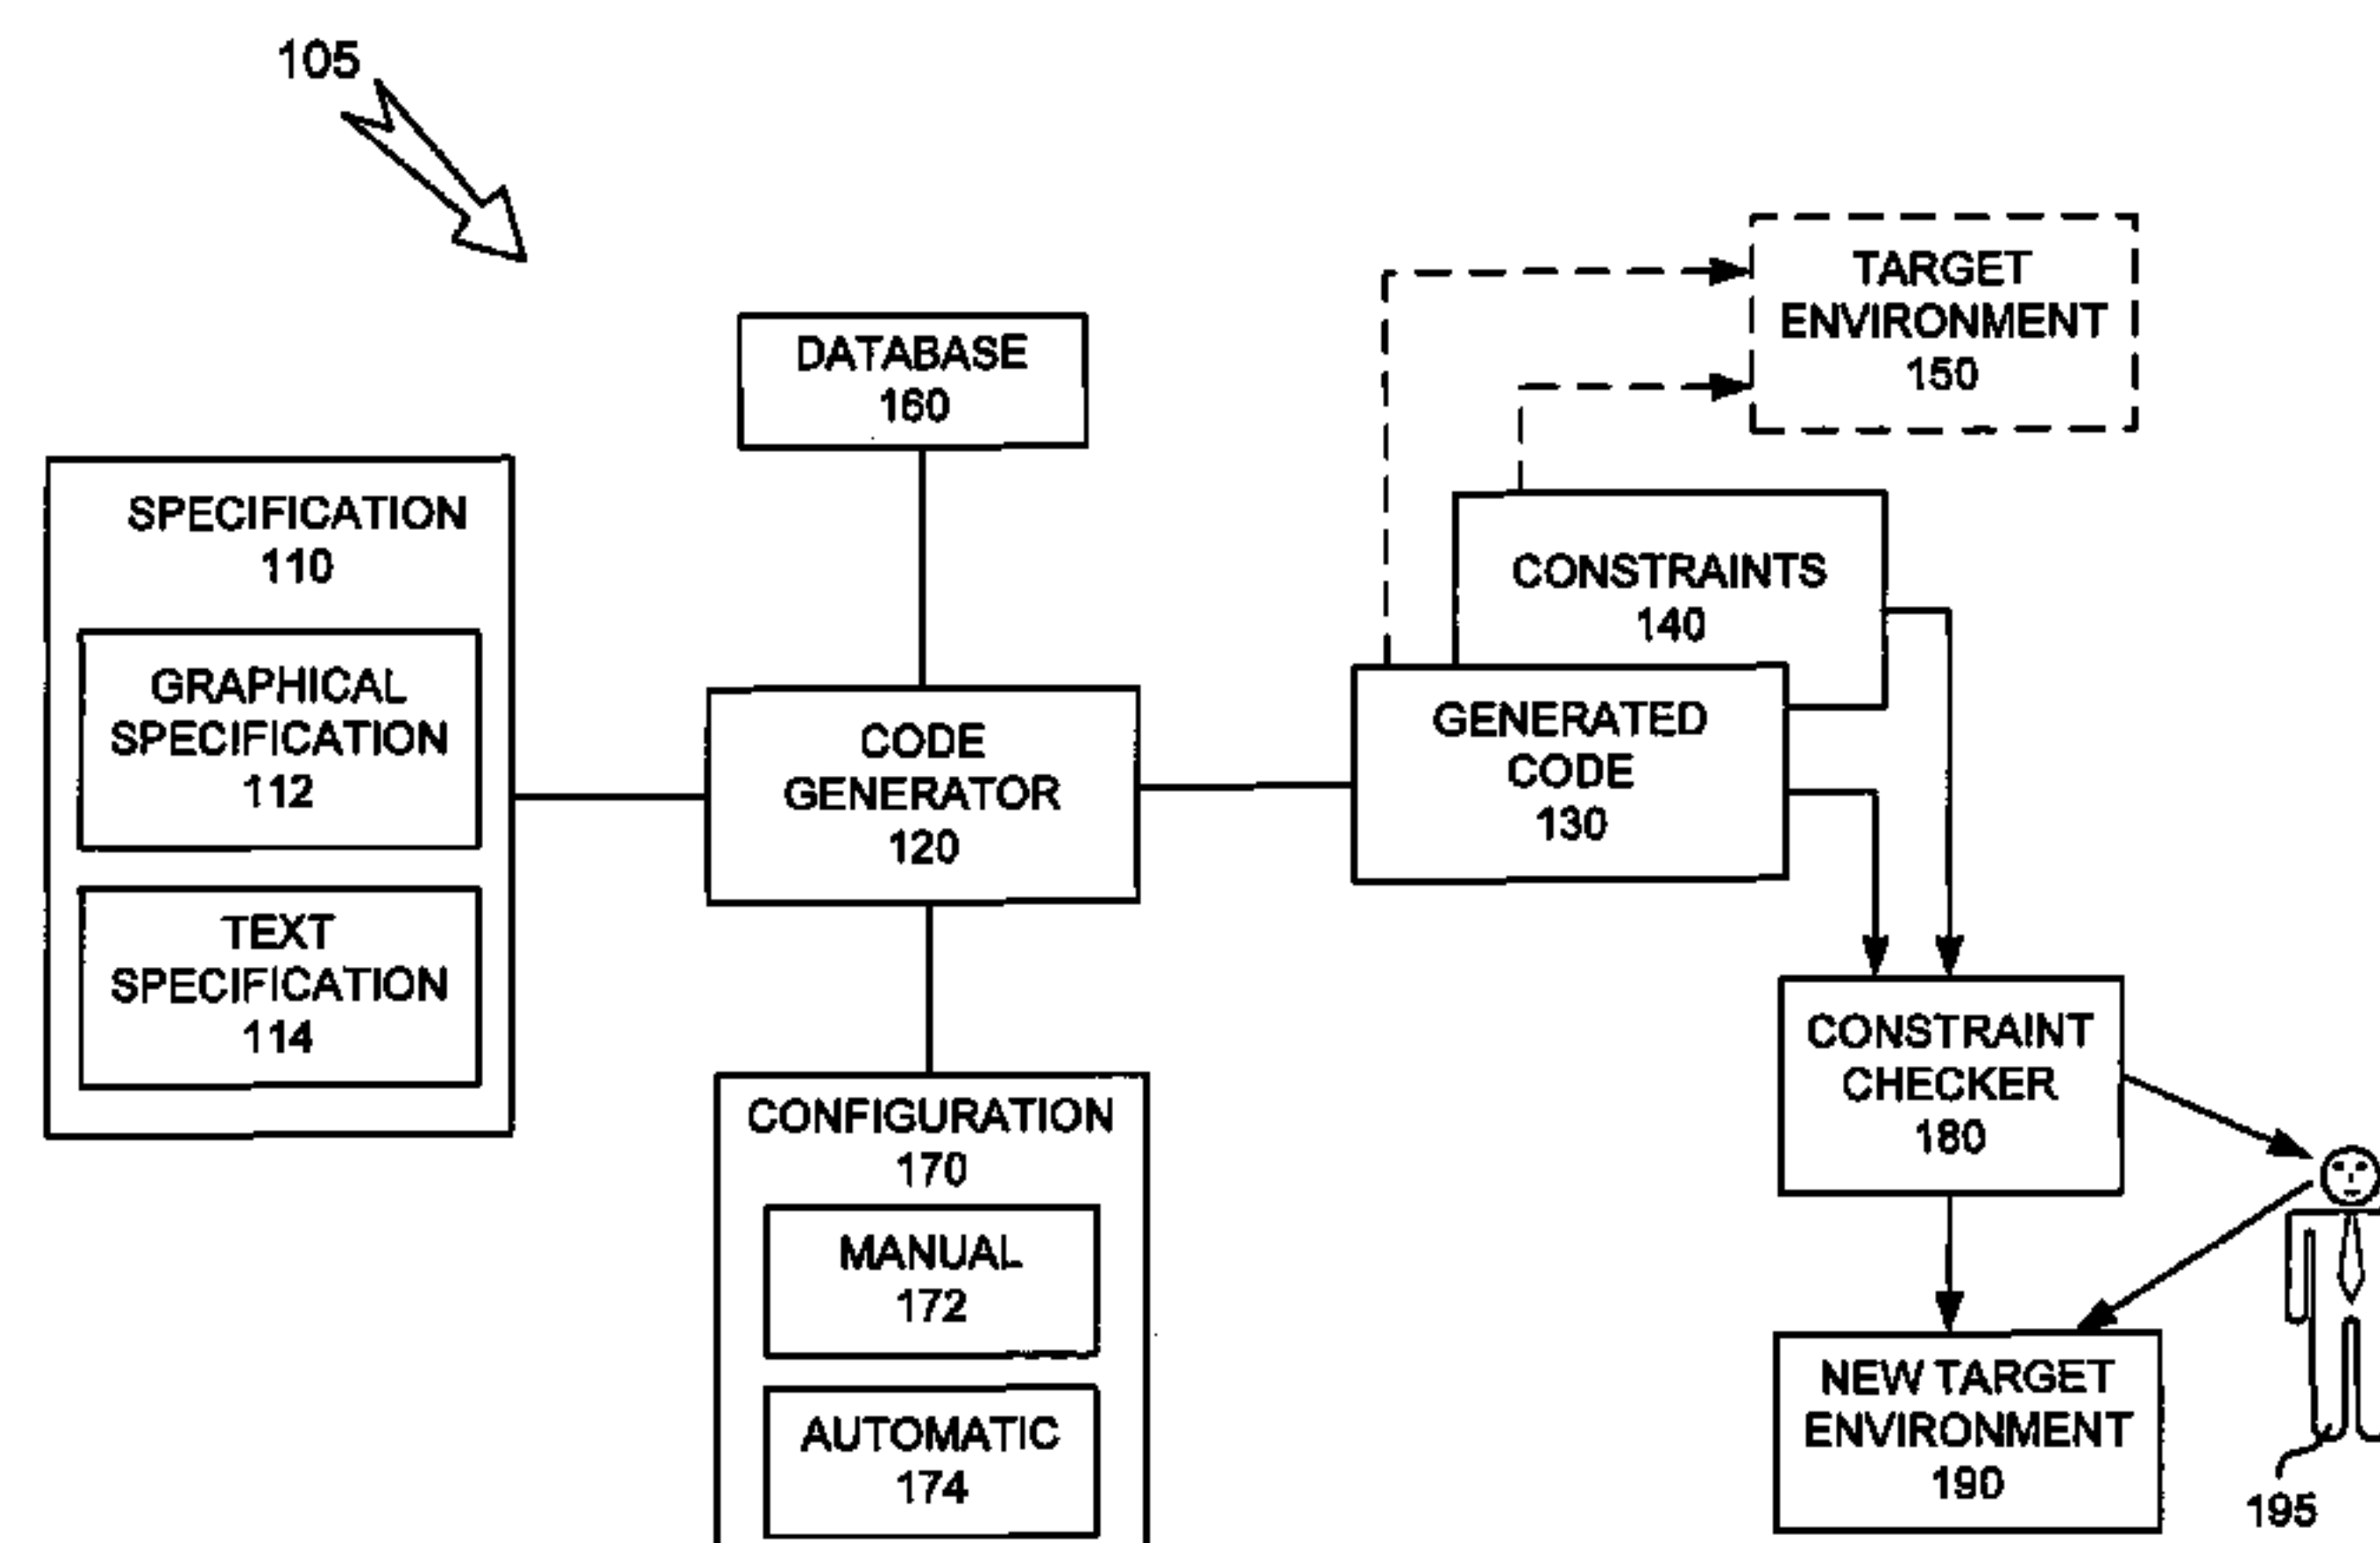 105
TARGET
ENVIRONMENT
150
DATABASE
160
SPECIFICATION
110
GRAPHICAL
SPECIFICATION
112
TEXT
SPECIFICATION
114
CODE
GENERATOR
120
CONSTRAINTS
140
GENERATED
CODE
130
CONFIGURATION
170
MANUAL
172
AUTOMATIC
174
CONSTRAINT
CHECKER
180
NEW TARGET
ENVIRONMENT
190
195